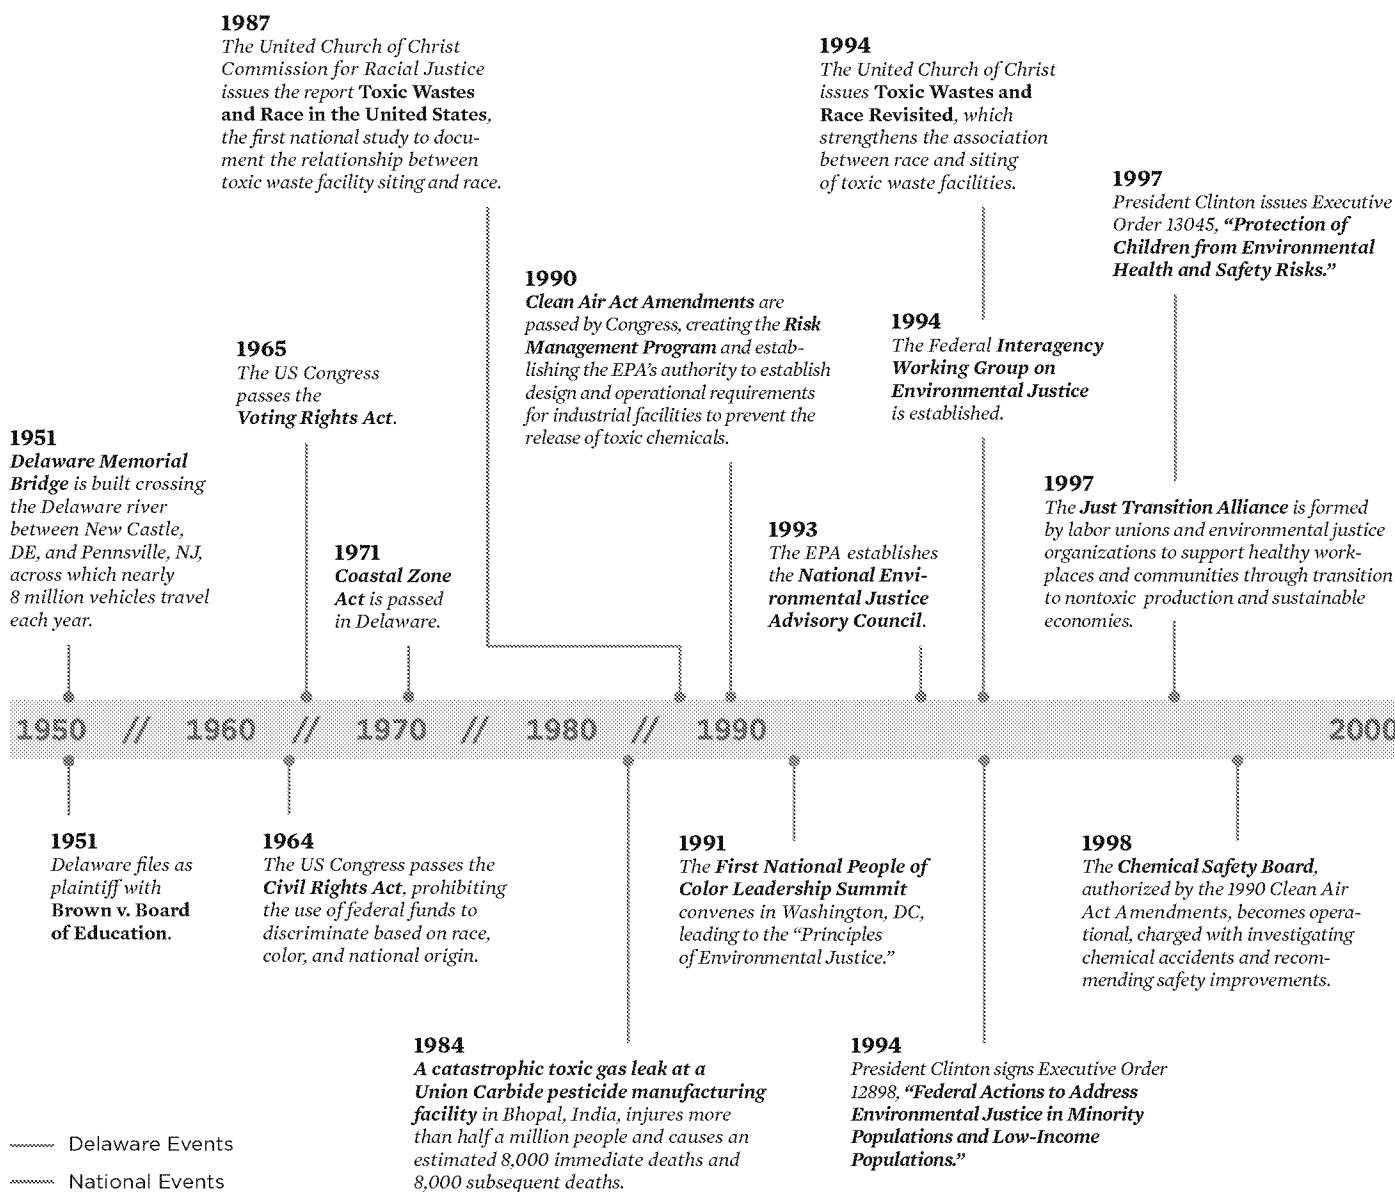 1987
The United Church of Christ
Commission for Racial Justice
issues the report Toxic Wastes
and Race in the United States,
the first national study to docu-
ment the relationship between
toxic waste facility siting and race.
1994
The United Church of Christ
issues Toxic Wastes and
Race Revisited, which
strengthens the association
between race and siting
of toxic waste facilities.
1997
President Clinton issues Executive
Order 13045, “Protection of
Children from Environmental
Health and Safety Risks.”
1990
Clean Air Act Amendments are
passed by Congress, creating the Risk
Management Program and estab-
lishing the EPA’s authority to establish
design and operational requirements
for industrial facilities to prevent the
release of toxic chemicals.
1994
The Federal Interagency
Working Group on
Environmental Justice
is established.
1965
The US Congress
passes the
Voting Rights Act.
1951
Delaware Memorial
Bridge is built crossing
the Delaware river
between New Castle,
DE, and Pennsville, NJ,
across which nearly
8 million vehicles travel
each year.
1971
Coastal Zone
Act is passed
in Delaware.
1993
The EPA establishes
the National Envi-
ronmental Justice
Advisory Council.
1997
The Just Transition Alliance is formed
by labor unions and environmental justice
organizations to support healthy work-
places and communities through transition
to nontoxic production and sustainable
economies.
1950 // 1960 // 1970 // 1980 // 1990 2000
1951
Delaware files as
plaintiff with
Brown v. Board
of Education.
1964
The US Congress passes the
Civil Rights Act, prohibiting
the use of federal funds to
discriminate based on race,
color, and national origin.
1991
The First National People of
Color Leadership Summit
convenes in Washington, DC,
leading to the “Principles
of Environmental Justice.”
1998
The Chemical Safety Board,
authorized by the 1990 Clean Air
Act Amendments, becomes opera-
tional, charged with investigating
chemical accidents and recom-
mending safety improvements.
1984
A catastrophic toxic gas leak at a
Union Carbide pesticide manufacturing
facility in Bhopal, India, injures more
than half a million people and causes an
estimated 8,000 immediate deaths and
8,000 subsequent deaths.
1994
President Clinton signs Executive Order
12898, “Federal Actions to Address
Environmental Justice in Minority
Populations and Low-Income
Populations.”
Delaware Events
National Events